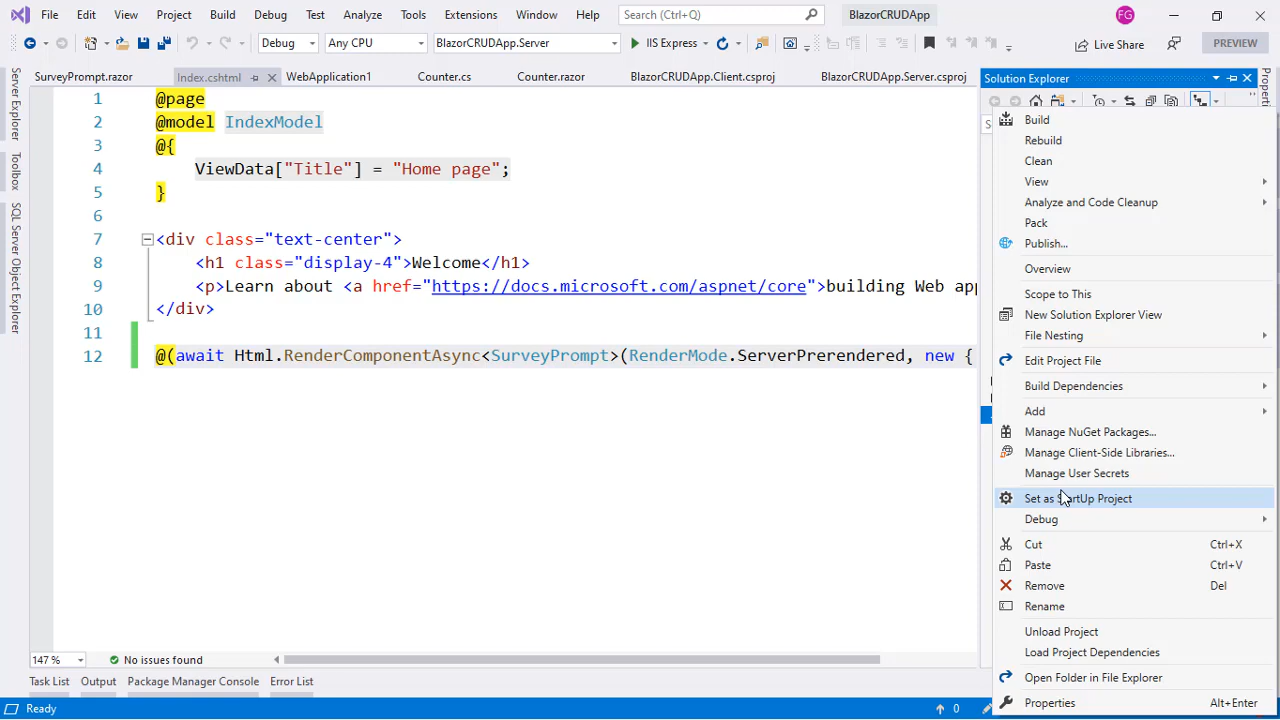 File Edit View Project Build Debug Test Analyze Tools Extensions Window Help Search (Ctrl+Q) BlazorCRUDApp FG
Debug Any CPU BlazorCRUDApp.Server IIS Express Live Share PREVIEW
SurveyPrompt.razor Index.cshtml WebApplication1 Counter.cs Counter.razor BlazorCRUDApp.Client.csproj BlazorCRUDApp.Server.csproj
Server Explorer
Toolbox
SQL Server Object Explorer
1 @page
2 @model IndexModel
3 @{
4 ViewData["Title"] = "Home page";
5 }
6
7 <div class="text-center">
8 <h1 class="display-4">Welcome</h1>
9 <p>Learn about <a href="https://docs.microsoft.com/aspnet/core">building Web app
10 </div>
11
12 @(await Html.RenderComponentAsync<SurveyPrompt>(RenderMode.ServerPrerendered, new {
147 % No issues found
Task List Output Package Manager Console Error List
Ready 0
Solution Explorer
S
Build
Rebuild
Clean
View
Analyze and Code Cleanup
Pack
Publish...
Overview
Scope to This
New Solution Explorer View
File Nesting
Edit Project File
Build Dependencies
Add
Manage NuGet Packages...
Manage Client-Side Libraries...
Manage User Secrets
Set as StartUp Project
Debug
Cut Ctrl+X
Paste Ctrl+V
Remove Del
Rename
Unload Project
Load Project Dependencies
Open Folder in File Explorer
Properties Alt+Enter